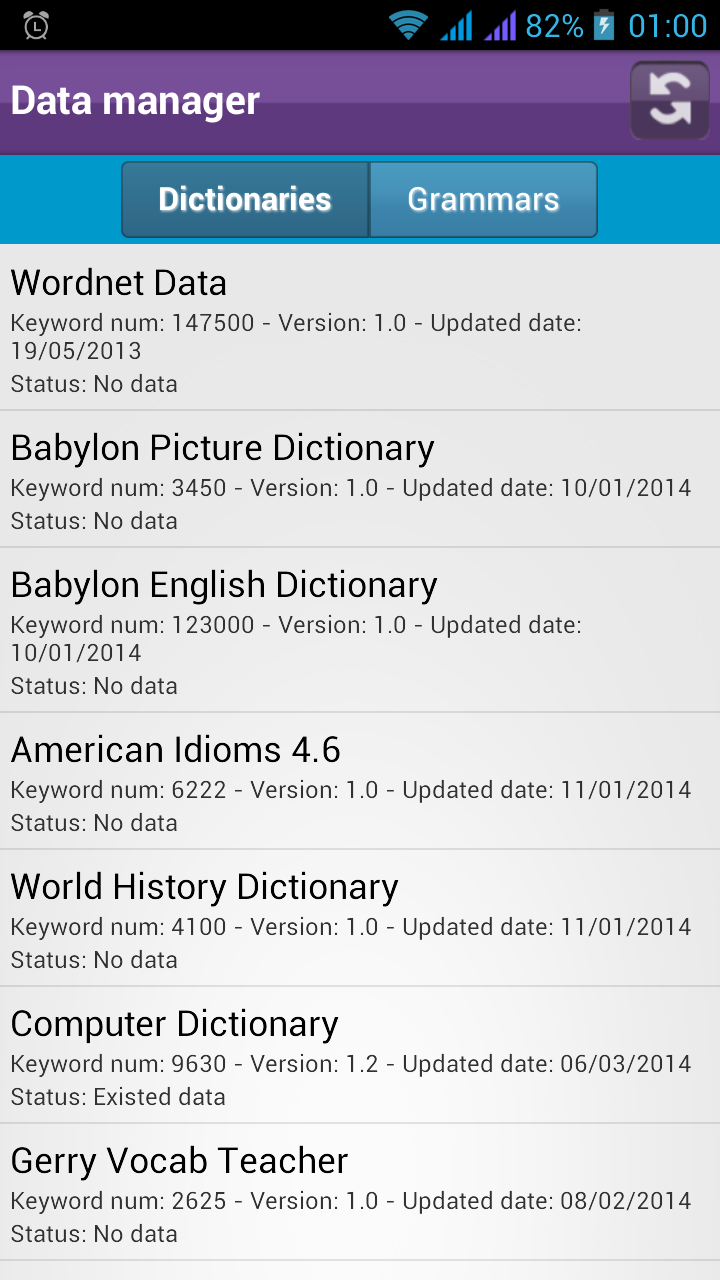 82% 01:00
Data manager
Dictionaries Grammars
Wordnet Data
Keyword num: 147500 - Version: 1.0 - Updated date:
19/05/2013
Status: No data
Babylon Picture Dictionary
Keyword num: 3450 - Version: 1.0 - Updated date: 10/01/2014
Status: No data
Babylon English Dictionary
Keyword num: 123000 - Version: 1.0 - Updated date:
10/01/2014
Status: No data
American Idioms 4.6
Keyword num: 6222 - Version: 1.0 - Updated date: 11/01/2014
Status: No data
World History Dictionary
Keyword num: 4100 - Version: 1.0 - Updated date: 11/01/2014
Status: No data
Computer Dictionary
Keyword num: 9630 - Version: 1.2 - Updated date: 06/03/2014
Status: Existed data
Gerry Vocab Teacher
Keyword num: 2625 - Version: 1.0 - Updated date: 08/02/2014
Status: No data